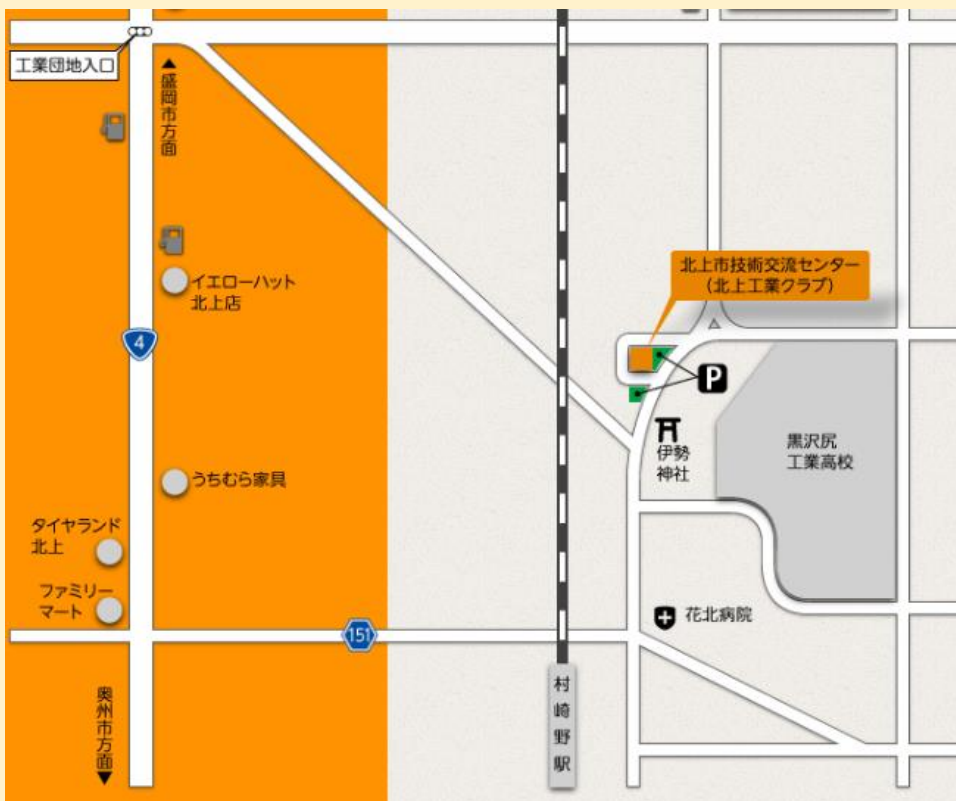 工業団地入口
▲盛岡市方面
イエローハット
北上店
4
北上市技術交流センター
（北上工業クラブ）
P
伊勢
神社
黒沢尻
工業高校
うちむら家具
タイヤランド
北上
ファミリー
マート
151
花北病院
村崎野駅
奥州市方面▼